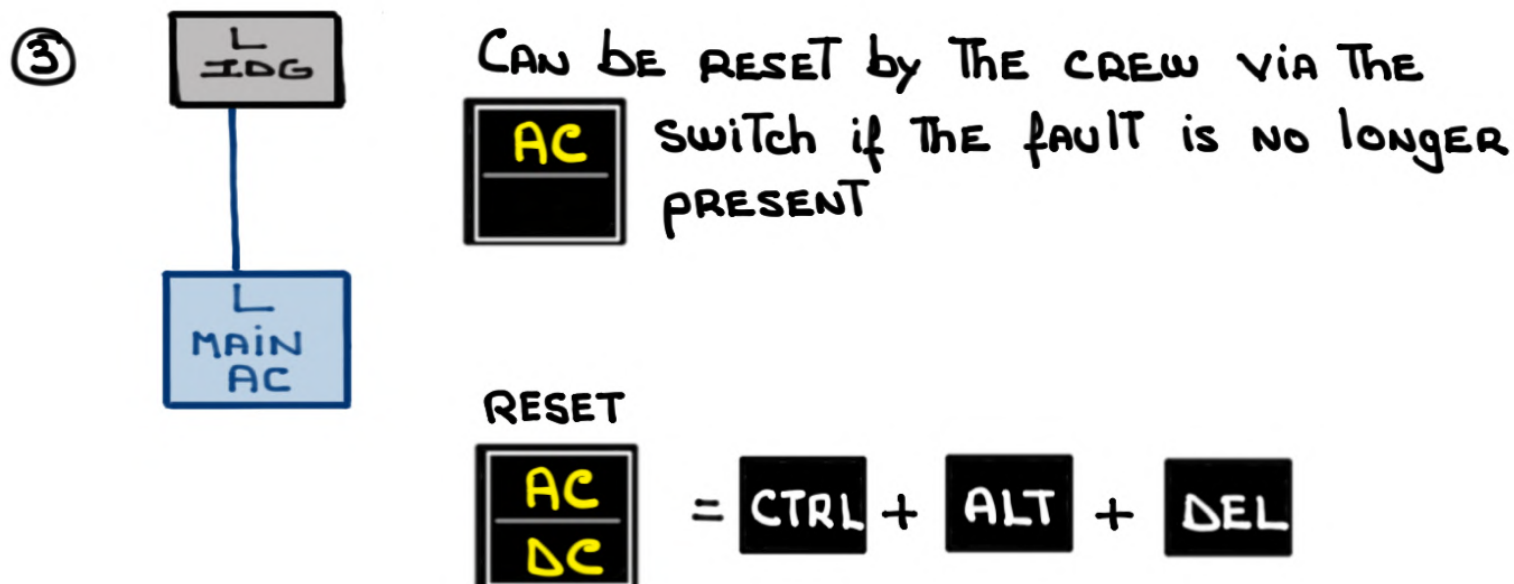 ③
L
IDG
CAN BE RESET by THE CREW VIA THE
AC
SWITCH if THE FAULT is NO LONGER
PRESENT
L
MAIN
AC
RESET
AC
DC
= CTRL + ALT + DEL